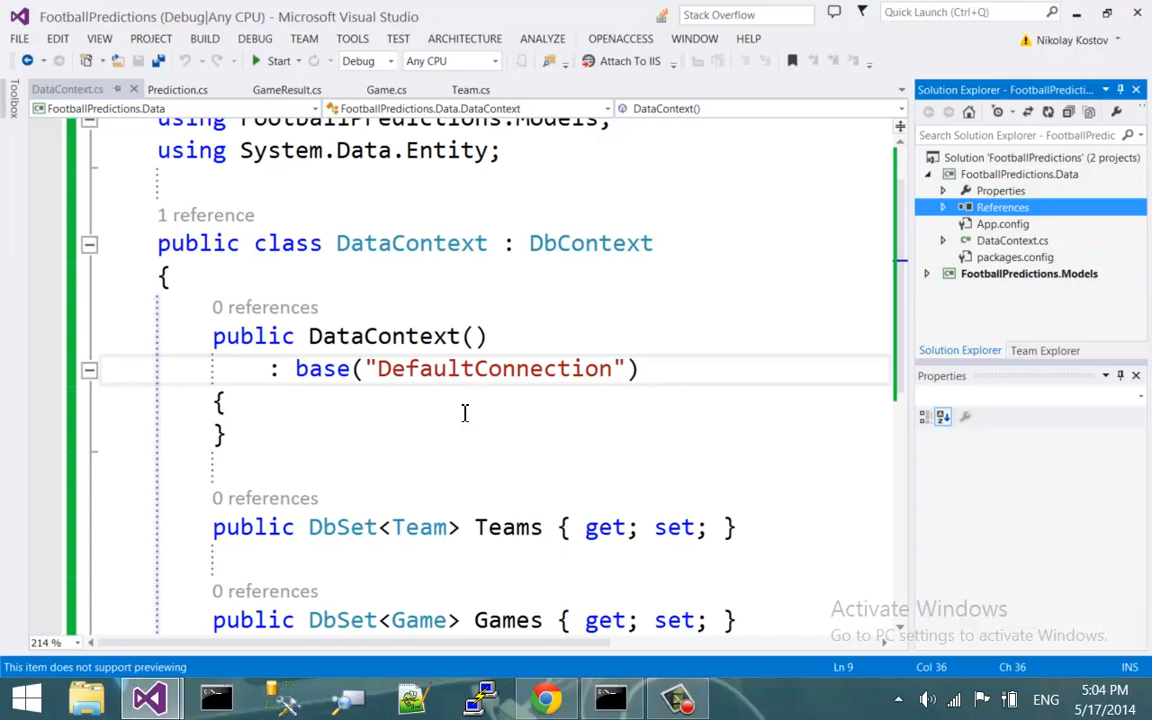 FootballPredictions (Debug|Any CPU) - Microsoft Visual Studio
Stack Overflow
Quick Launch (Ctrl+Q)
FILE EDIT VIEW PROJECT BUILD DEBUG TEAM TOOLS TEST ARCHITECTURE ANALYZE OPENACCESS WINDOW HELP
Nikolay Kostov
Start Debug Any CPU Attach To IIS
Toolbox
DataContext.cs Prediction.cs GameResult.cs Game.cs Team.cs
FootballPredictions.Data FootballPredictions.Data.DataContext DataContext()
using FootballPredictions.Models;
using System.Data.Entity;
1 reference
public class DataContext : DbContext
{
0 references
public DataContext()
: base("DefaultConnection")
{
}
0 references
public DbSet<Team> Teams { get; set; }
0 references
public DbSet<Game> Games { get; set; }
214 %
Solution Explorer - FootballPredicti...
Search Solution Explorer - FootballPredic
Solution 'FootballPredictions' (2 projects)
FootballPredictions.Data
Properties
References
App.config
DataContext.cs
packages.config
FootballPredictions.Models
Solution Explorer Team Explorer
Properties
Activate Windows
Go to PC settings to activate Windows.
This item does not support previewing
Ln 9 Col 36 Ch 36 INS
ENG
5:04 PM
5/17/2014